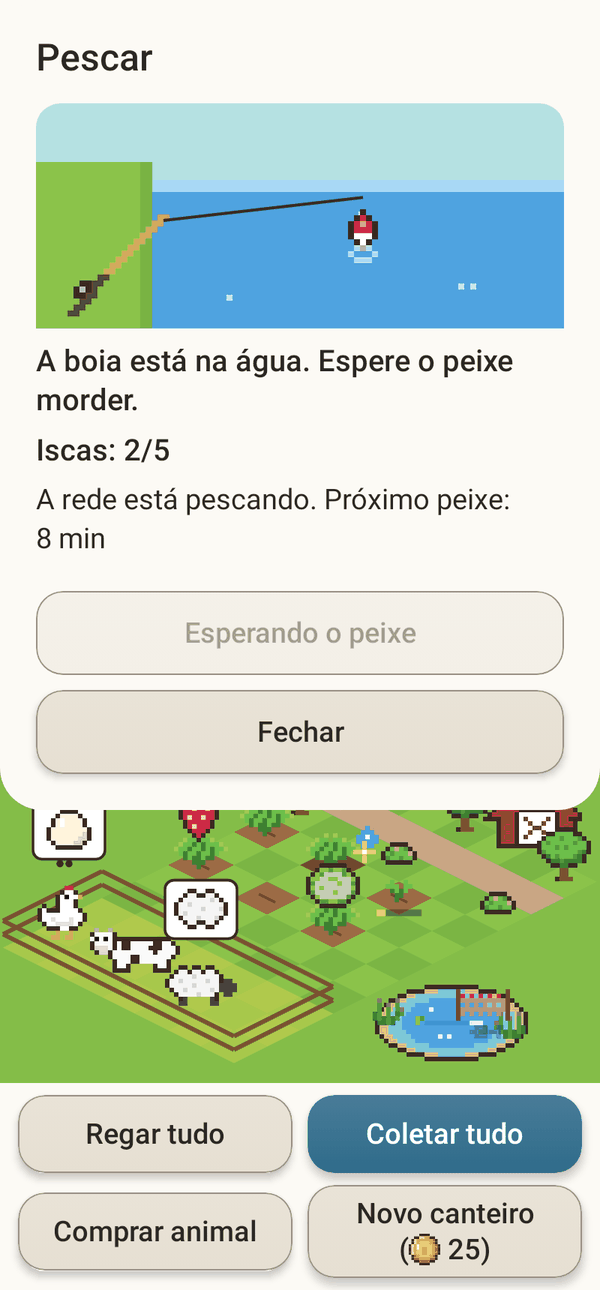 Pescar
A boia está na água. Espere o peixe
morder.
Iscas: 2/5
A rede está pescando. Próximo peixe:
8 min
Esperando o peixe
Fechar
Regar tudo
Coletar tudo
Comprar animal
Novo canteiro
( 25)